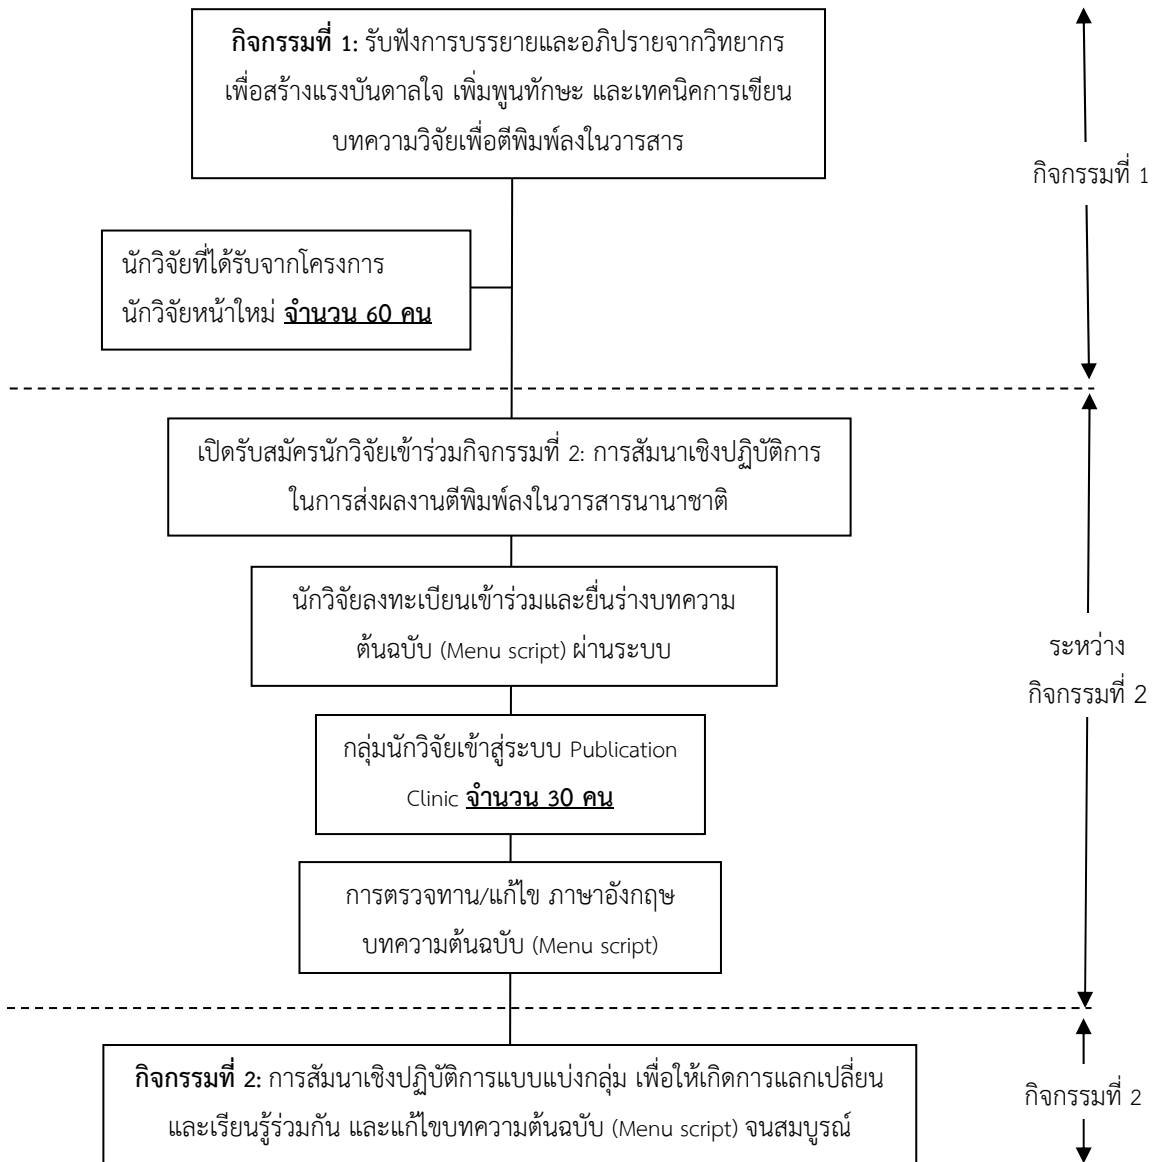 กิจกรรมที่ 1: รับฟังการบรรยายและอภิปรายจากวิทยากร
เพื่อสร้างแรงบันดาลใจ เพิ่มพูนทักษะ และเทคนิคการเขียน
บทความวิจัยเพื่อตีพิมพ์ลงในวารสาร
กิจกรรมที่ 1
นักวิจัยที่ได้รับจากโครงการ
นักวิจัยหน้าใหม่ จำนวน 60 คน
เปิดรับสมัครนักวิจัยเข้าร่วมกิจกรรมที่ 2: การสัมนาเชิงปฏิบัติการ
ในการส่งผลงานตีพิมพ์ลงในวารสารนานาชาติ
นักวิจัยลงทะเบียนเข้าร่วมและยื่นร่างบทความ
ต้นฉบับ (Menu script) ผ่านระบบ
ระหว่าง
กิจกรรมที่ 2
กลุ่มนักวิจัยเข้าสู่ระบบ Publication
Clinic จำนวน 30 คน
การตรวจทาน/แก้ไข ภาษาอังกฤษ
บทความต้นฉบับ (Menu script)
กิจกรรมที่ 2: การสัมนาเชิงปฏิบัติการแบบแบ่งกลุ่ม เพื่อให้เกิดการแลกเปลี่ยน
และเรียนรู้ร่วมกัน และแก้ไขบทความต้นฉบับ (Menu script) จนสมบูรณ์
กิจกรรมที่ 2